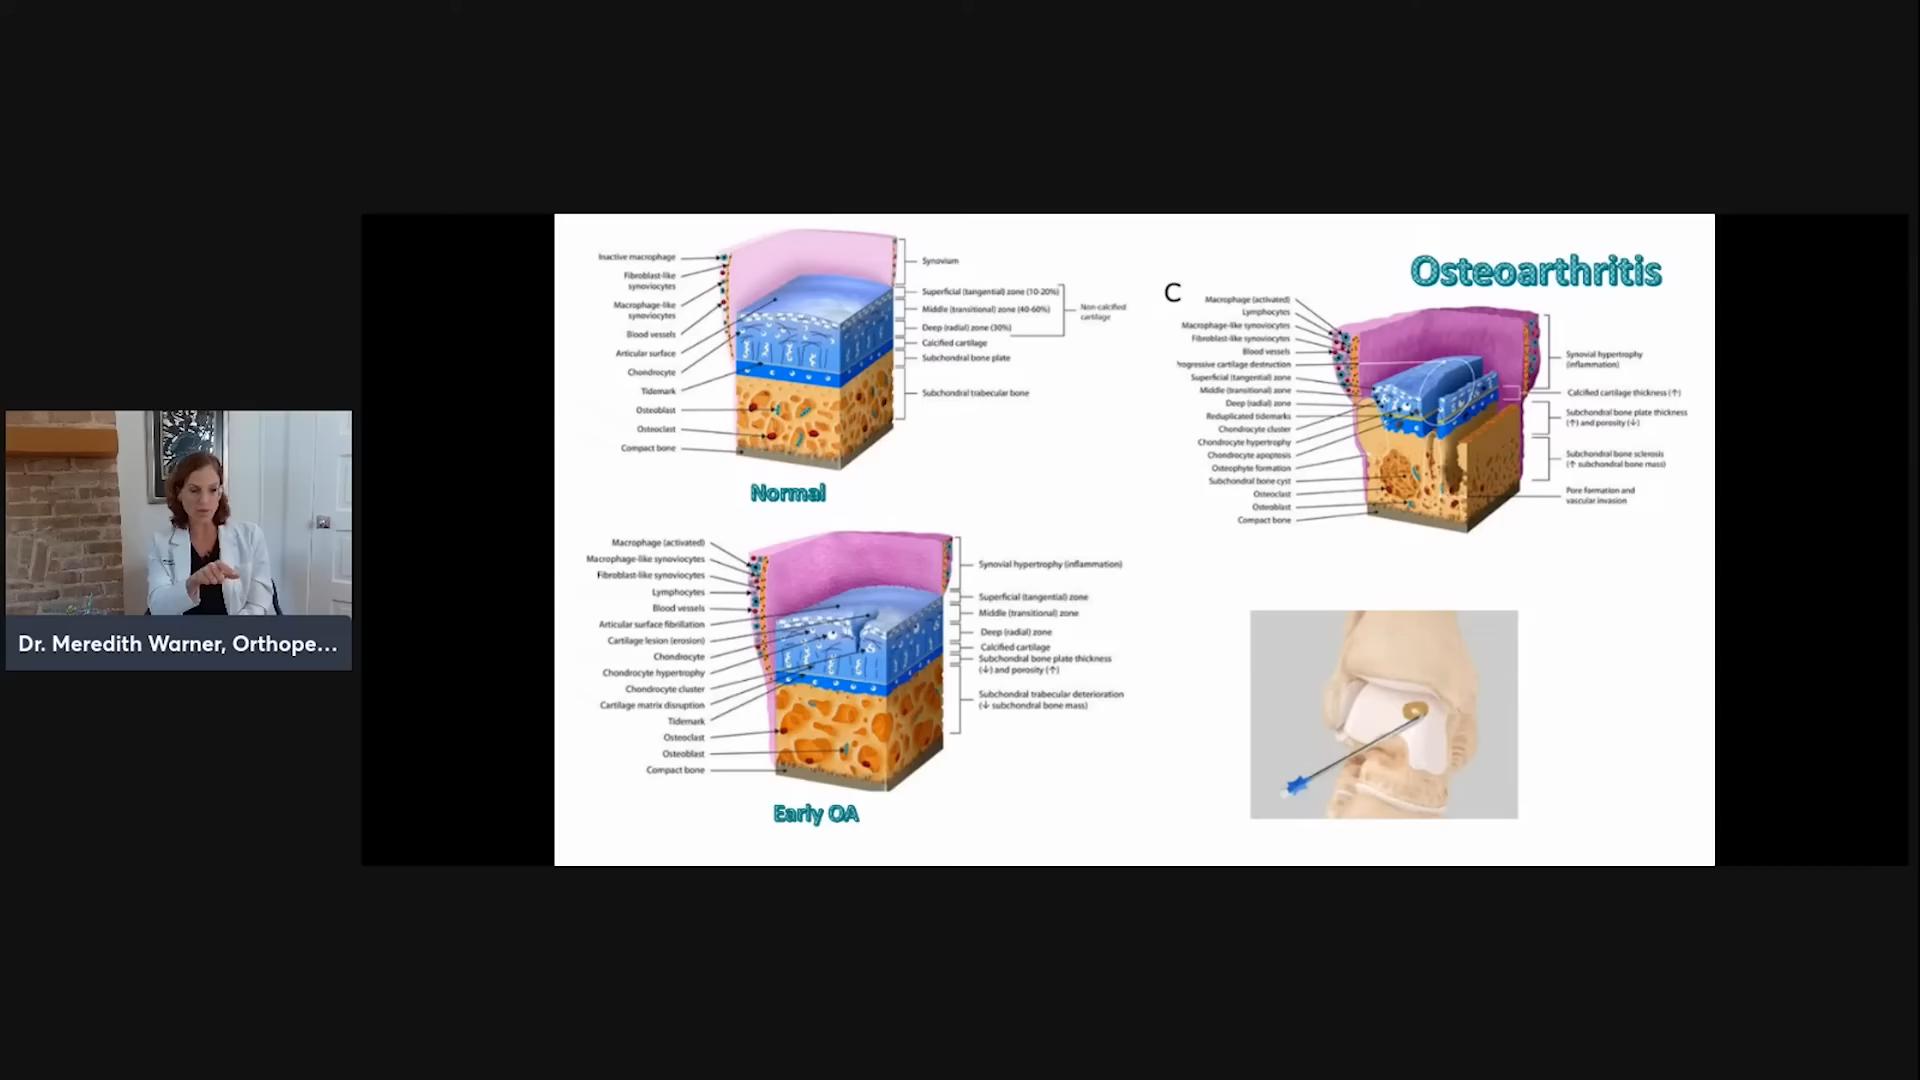 Dr. Meredith Warner, Orthope...
Inactive macrophage
Fibroblast-like
synoviocytes
Macrophage-like
synoviocytes
Blood vessels
Articular surface
Chondrocyte
Tidemark
Osteoblast
Osteoclast
Compact bone
Synovium
Superficial (tangential) zone (10-20%)
Middle (transitional) zone (40-60%)
Deep (radial) zone (30%)
Calcified cartilage
Subchondral bone plate
Subchondral trabecular bone
Non-calcified
cartilage
Normal
Macrophage (activated)
Macrophage-like synoviocytes
Fibroblast-like synoviocytes
Lymphocytes
Blood vessels
Articular surface fibrillation
Cartilage lesion (erosion)
Chondrocyte
Chondrocyte hypertrophy
Chondrocyte cluster
Cartilage matrix disruption
Tidemark
Osteoclast
Osteoblast
Compact bone
Synovial hypertrophy (inflammation)
Superficial (tangential) zone
Middle (transitional) zone
Deep (radial) zone
Calcified cartilage
Subchondral bone plate thickness
(↓) and porosity (↑)
Subchondral trabecular deterioration
(↓ subchondral bone mass)
Early OA
Osteoarthritis
C
Macrophage (activated)
Lymphocytes
Macrophage-like synoviocytes
Fibroblast-like synoviocytes
Blood vessels
rogressive cartilage destruction
Superficial (tangential) zone
Middle (transitional) zone
Deep (radial) zone
Reduplicated tidemarks
Chondrocyte cluster
Chondrocyte hypertrophy
Chondrocyte apoptosis
Osteophyte formation
Subchondral bone cyst
Osteoclast
Osteoblast
Compact bone
Synovial hypertrophy
(inflammation)
Calcified cartilage thickness (↑)
Subchondral bone plate thickness
(↑) and porosity (↓)
Subchondral bone sclerosis
(↑ subchondral bone mass)
Pore formation and
vascular invasion